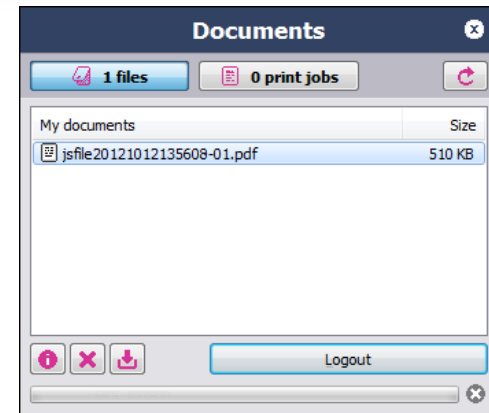 Documents
1 files
0 print jobs
My documents
Size
jsfile20121012135608-01.pdf
510 KB
Logout